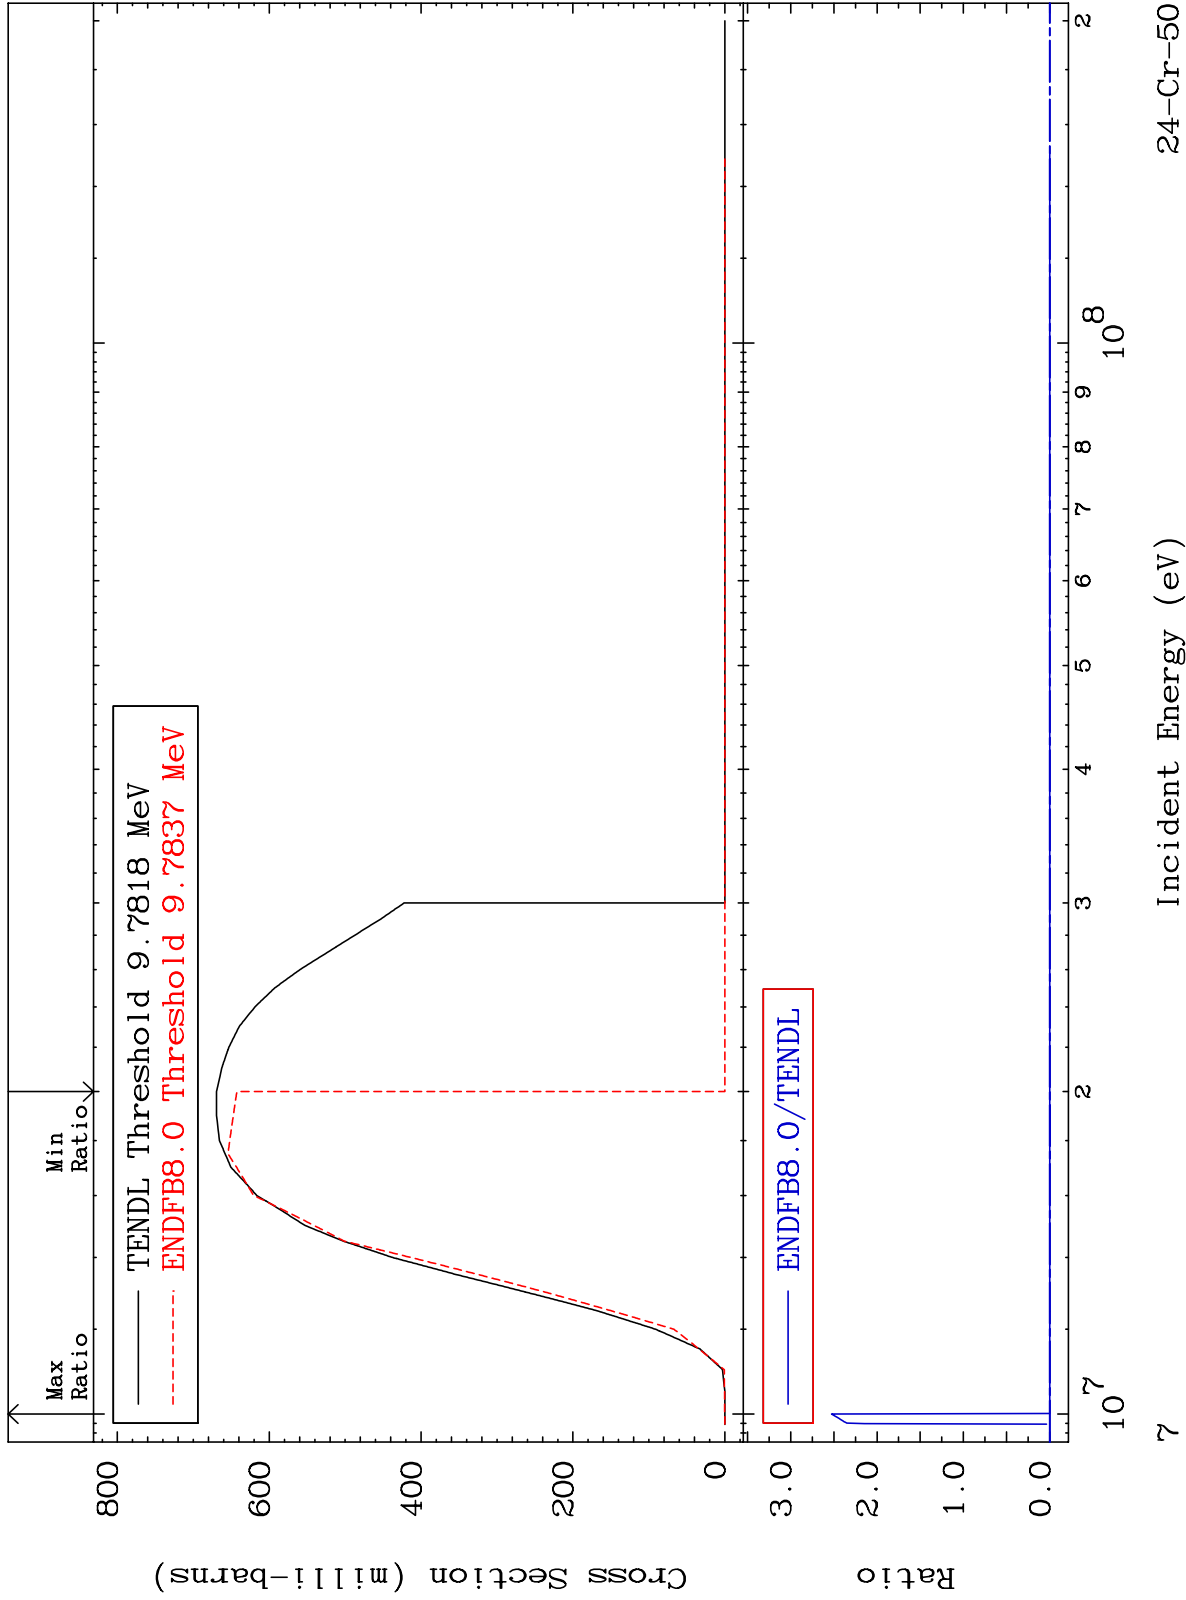 Max
Ratio
Min
Ratio
TENDL Threshold 9.7818 MeV
ENDFB8.0 Threshold 9.7837 MeV
800
600
400
200
0
Cross Section (milli-barns)
ENDFB8.0/TENDL
3.0
2.0
1.0
0.0
Ratio
10^7
2
3
4
5
6
7
8
9
10^8
2
7
Incident Energy (eV)
24-Cr-50